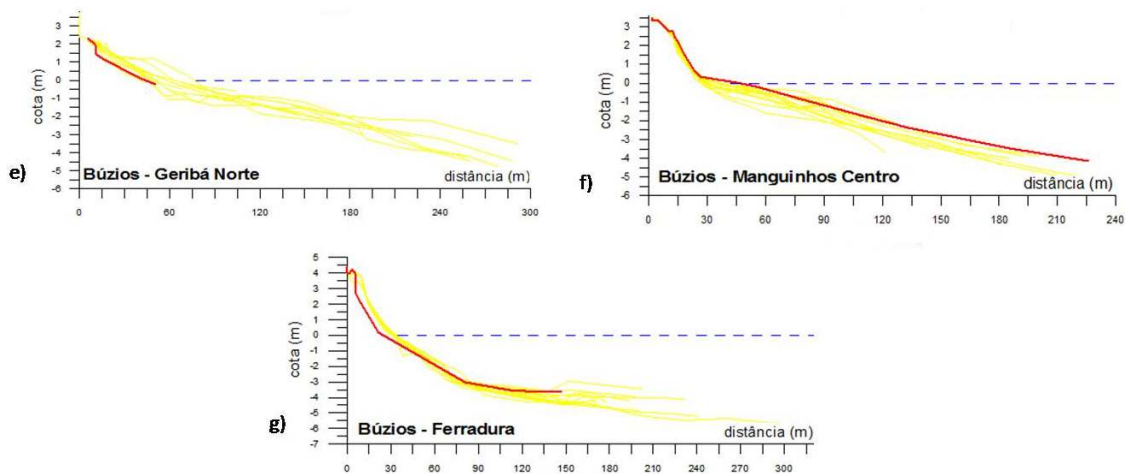 3
2
1
0
-1
-2
-3
-4
-5
-6
cota (m)
e)
Búzios - Geribá Norte
distância (m)
0 60 120 180 240 300
3
2
1
0
-1
-2
-3
-4
-5
-6
cota (m)
f)
Búzios - Manguinhos Centro
distância (m)
0 30 60 90 120 150 180 210 240
5
4
3
2
1
0
-1
-2
-3
-4
-5
-6
-7
cota (m)
g)
Búzios - Ferradura
distância (m)
0 30 60 90 120 150 180 210 240 270 300